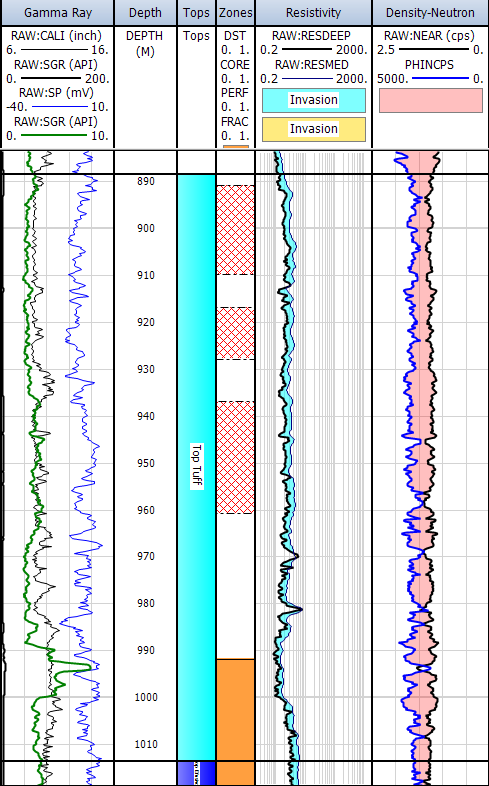 Gamma Ray
Depth
Tops
Zones
Resistivity
Density-Neutron
RAW:CALI (inch)
6. 16.
RAW:SGR (API)
0. 200.
RAW:SP (mV)
-40. 10.
RAW:SGR (API)
0. 10.
DEPTH
(M)
Tops
DST
0. 1.
CORE
0. 1.
PERF
0. 1.
FRAC
0. 1.
RAW:RESDEEP
0.2 2000.
RAW:RESMED
0.2 2000.
Invasion
Invasion
RAW:NEAR (cps)
2.5 0.
PHINCPS
5000. 0.
890
900
910
920
930
940
950
960
970
980
990
1000
1010
Top Tuff